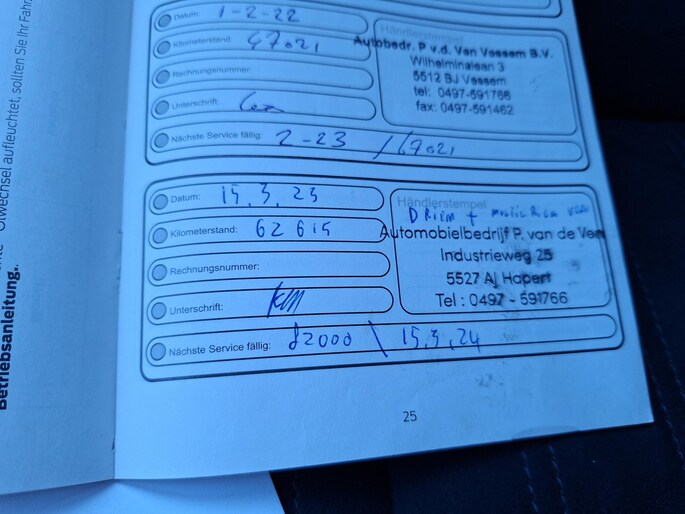 Ölwechsel aufleuchtet, sollten Sie Ihr Fahr
Betriebsanleitung.
Datum: 1-2-22
Kilometerstand: 47021
Rechnungsnummer:
Unterschrift:
Nächste Service fällig: 2-23 / 67021
Händlerstempel
Autobedr. P v.d. Ven Vessem B.V.
Wilhelminalaan 3
5512 BJ Vessem
tel: 0497-591766
fax: 0497-591462
Datum: 15.3.23
Kilometerstand: 62615
Rechnungsnummer:
Unterschrift:
Nächste Service fällig: 82000 \ 15.3.24
Händlerstempel
Automobielbedrijf P. van de Ven
Industrieweg 25
5527 AJ Hapert
Tel : 0497 - 591766
25